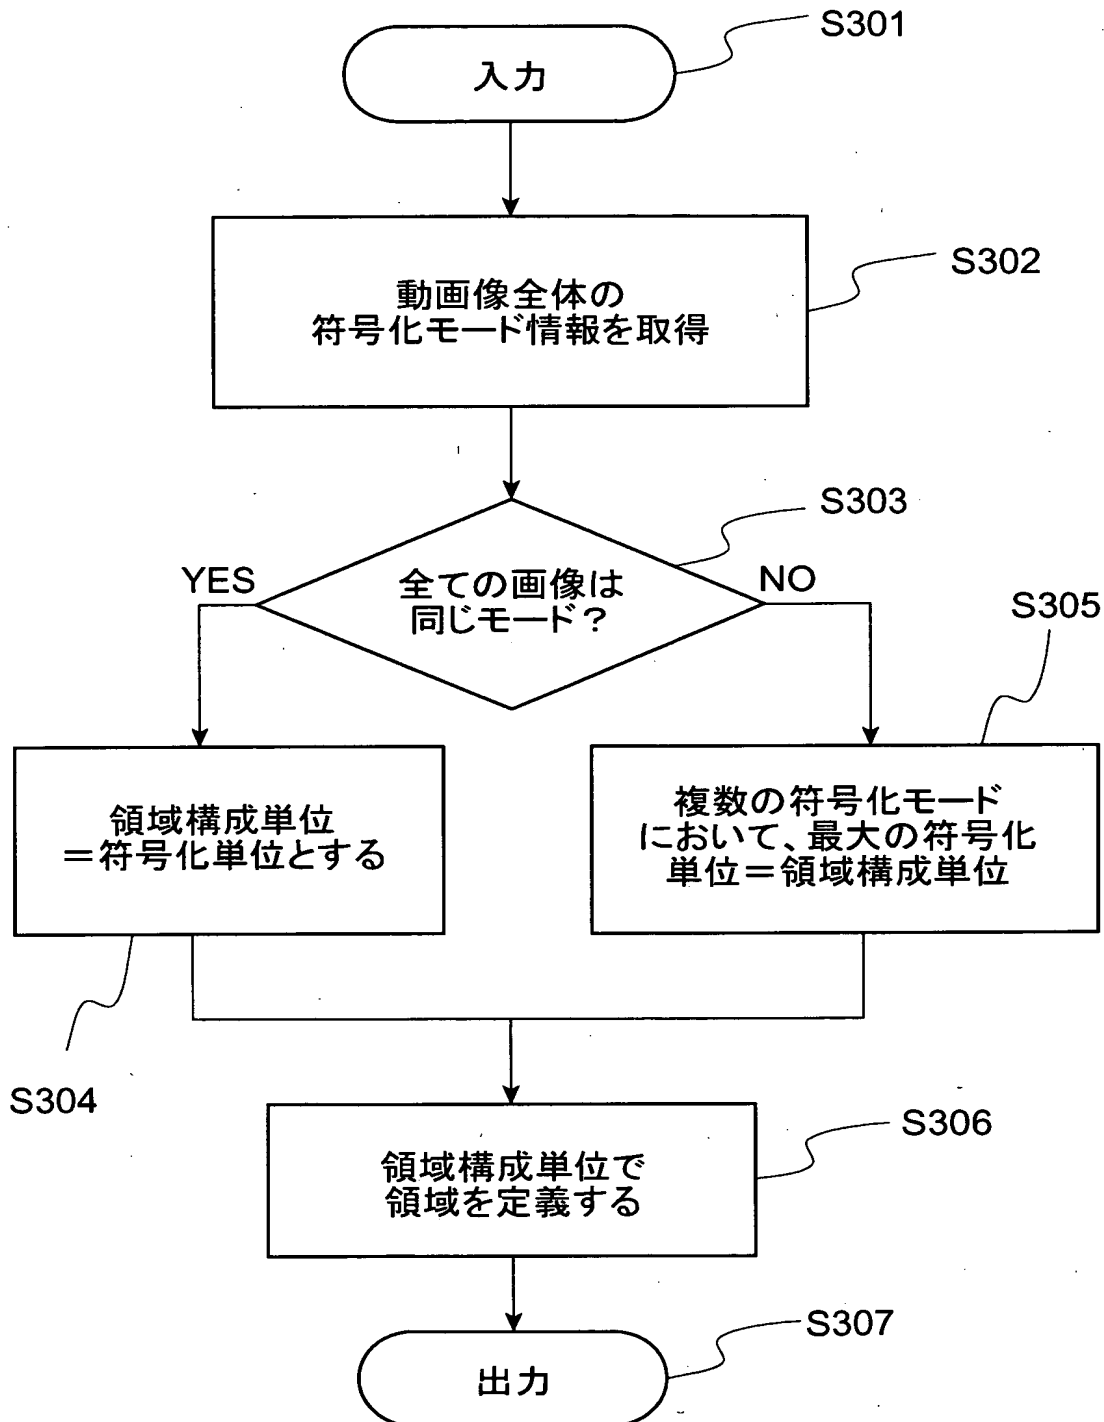 S301
入力
S302
動画像全体の
符号化モード情報を取得
S303
YES
全ての画像は
同じモード？
NO
S305
領域構成単位
＝符号化単位とする
複数の符号化モード
において、最大の符号化
単位＝領域構成単位
S304
S306
領域構成単位で
領域を定義する
S307
出力